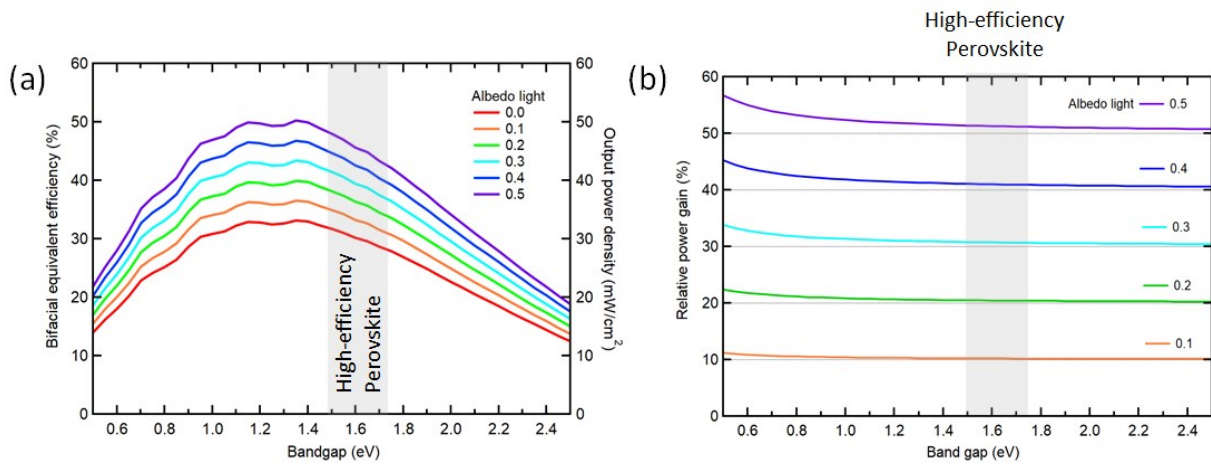 (a)
60
50
40
30
20
10
0
Bifacial equivalent efficiency (%)
0.6 0.8 1.0 1.2 1.4 1.6 1.8 2.0 2.2 2.4
Bandgap (eV)
60
50
40
30
20
10
0
Output power density (mW/cm2)
Albedo light
0.0
0.1
0.2
0.3
0.4
0.5
High-efficiency
Perovskite
High-efficiency
Perovskite
(b)
60
50
40
30
20
10
0
Relative power gain (%)
Albedo light 0.5
0.4
0.3
0.2
0.1
0.6 0.8 1.0 1.2 1.4 1.6 1.8 2.0 2.2 2.4
Band gap (eV)